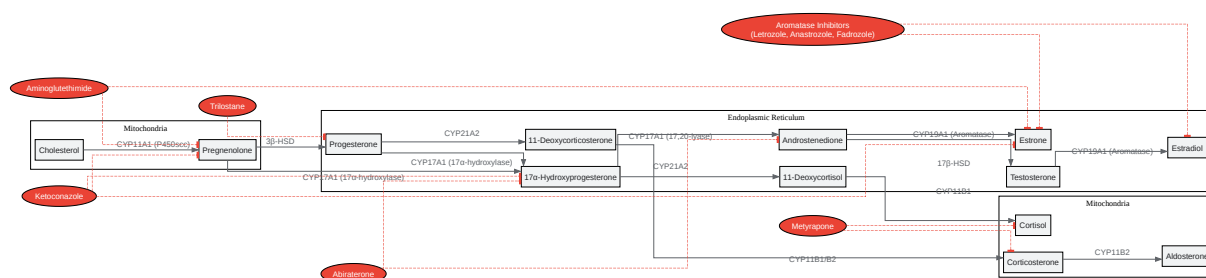 Aromatase Inhibitors
(Letrozole, Anastrozole, Fadrozole)
Aminoglutethimide
Trilostane
Endoplasmic Reticulum
Mitochondria
Cholesterol
CYP11A1 (P450scc)
Pregnenolone
3β-HSD
Progesterone
CYP21A2
11-Deoxycorticosterone
CYP17A1 (17,20-lyase)
Androstenedione
CYP19A1 (Aromatase)
Estrone
CYP19A1 (Aromatase)
Estradiol
CYP17A1 (17α-hydroxylase)
CYP21A2
17β-HSD
CYP17A1 (17α-hydroxylase)
17α-Hydroxyprogesterone
11-Deoxycortisol
Testosterone
Ketoconazole
CYP11B1
Mitochondria
Metyrapone
Cortisol
CYP11B1/B2
Corticosterone
CYP11B2
Aldosterone
Abiraterone